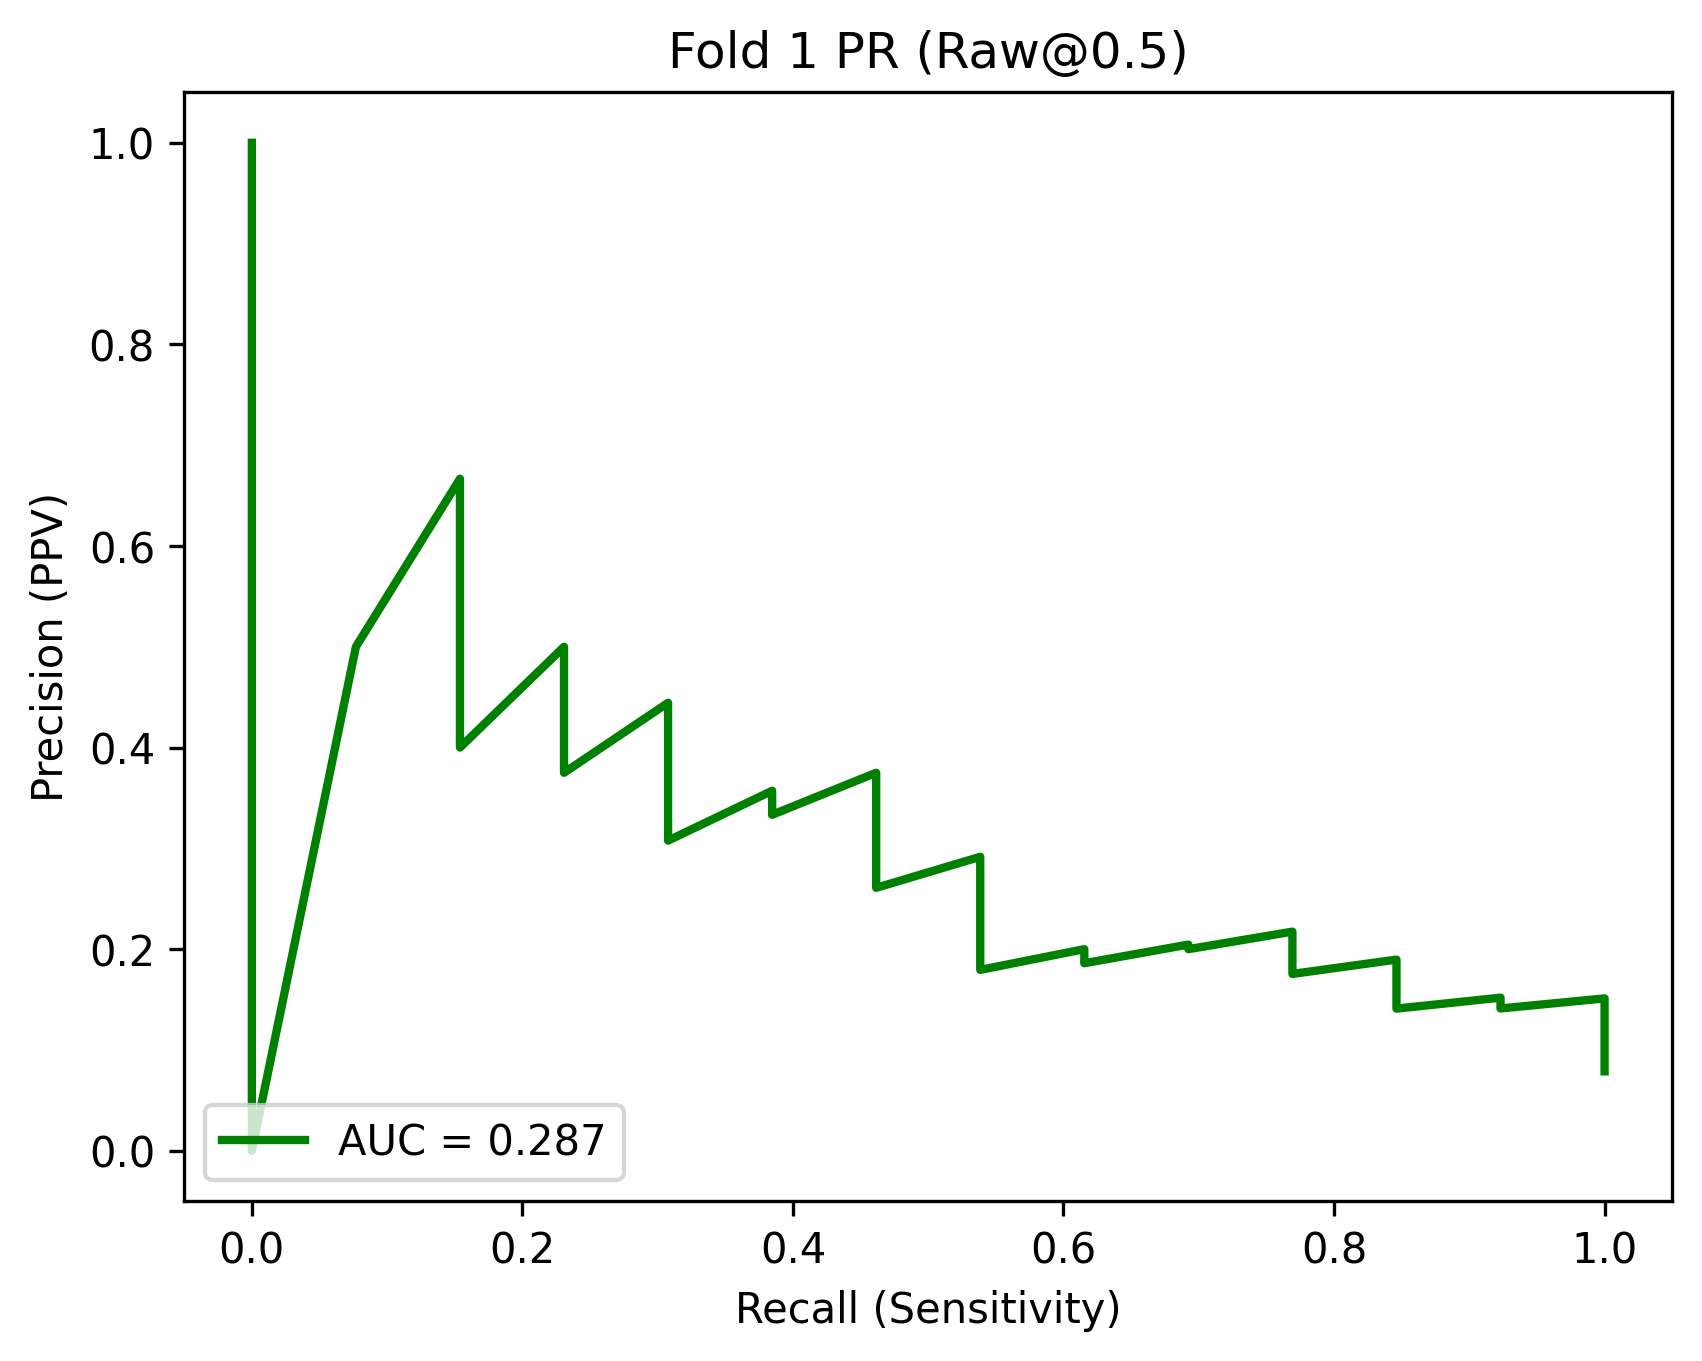 Fold 1 PR (Raw@0.5)
Precision (PPV)
1.0
0.8
0.6
0.4
0.2
0.0
AUC = 0.287
0.0 0.2 0.4 0.6 0.8 1.0
Recall (Sensitivity)